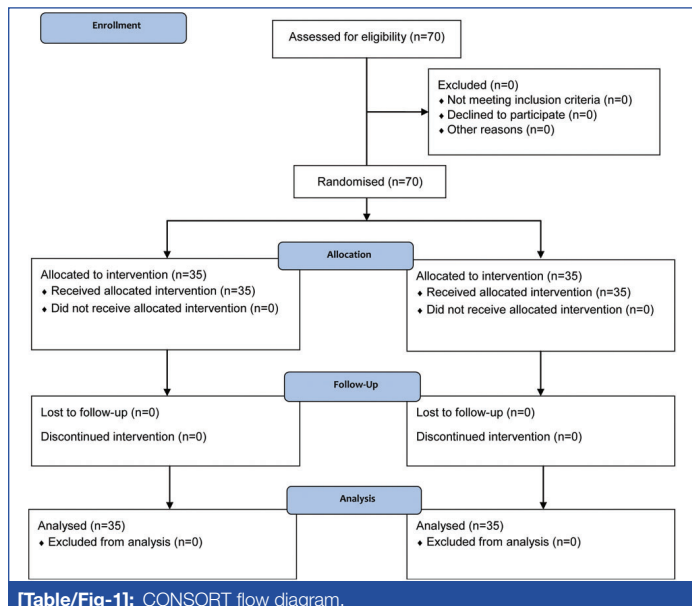 Enrollment
Assessed for eligibility (n=70)
Excluded (n=0)
♦ Not meeting inclusion criteria (n=0)
♦ Declined to participate (n=0)
♦ Other reasons (n=0)
Randomised (n=70)
Allocation
Allocated to intervention (n=35)
♦ Received allocated intervention (n=35)
♦ Did not receive allocated intervention (n=0)
Allocated to intervention (n=35)
♦ Received allocated intervention (n=35)
♦ Did not receive allocated intervention (n=0)
Follow-Up
Lost to follow-up (n=0)
Discontinued intervention (n=0)
Lost to follow-up (n=0)
Discontinued intervention (n=0)
Analysis
Analysed (n=35)
♦ Excluded from analysis (n=0)
Analysed (n=35)
♦ Excluded from analysis (n=0)
[Table/Fig-1]: CONSORT flow diagram.